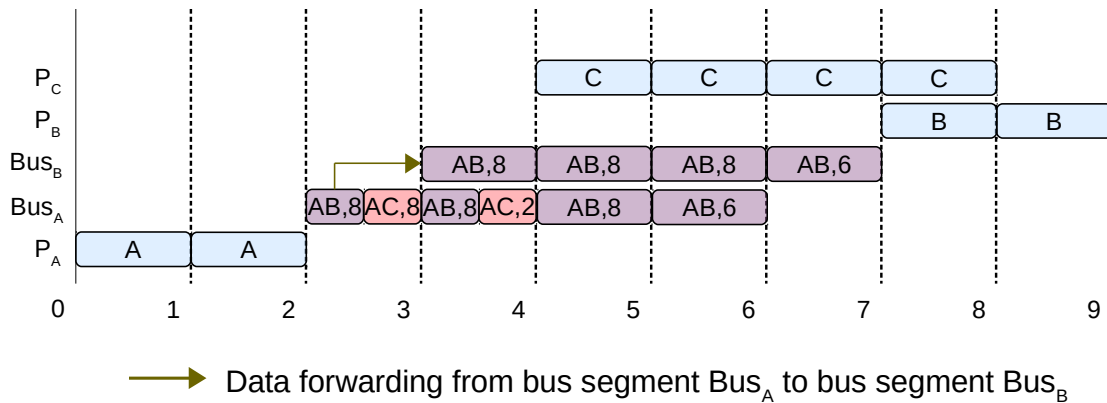 P_C C C C C
P_B B B
Bus_B AB,8 AB,8 AB,8 AB,6
Bus_A AB,8 AC,8 AB,8 AC,2 AB,8 AB,6
P_A A A
0 1 2 3 4 5 6 7 8 9
Data forwarding from bus segment Bus_A to bus segment Bus_B